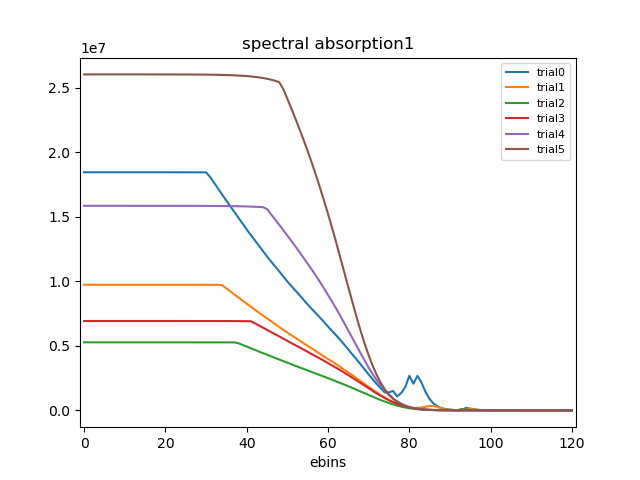 spectral absorption1
1e7
2.5
2.0
1.5
1.0
0.5
0.0
trial0
trial1
trial2
trial3
trial4
trial5
0 20 40 60 80 100 120
ebins